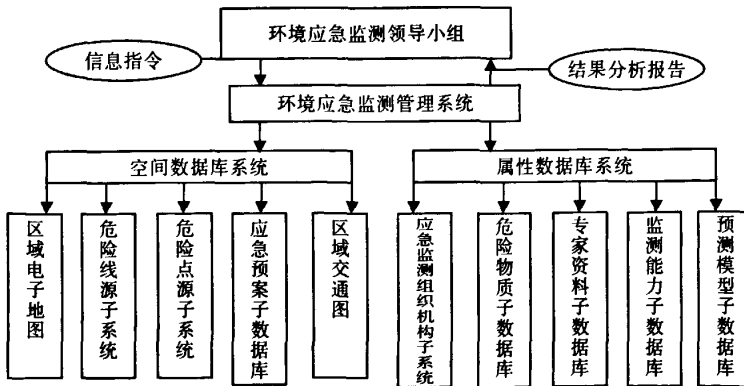 环境应急监测领导小组
信息指令
结果分析报告
环境应急监测管理系统
空间数据库系统
属性数据库系统
区域电子地图
危险线源子系统
危险点源子系统
应急预案子数据库
区域交通图
应急监测组织机构子系统
危险物质子数据库
专家资料子数据库
监测能力子数据库
预测模型子数据库